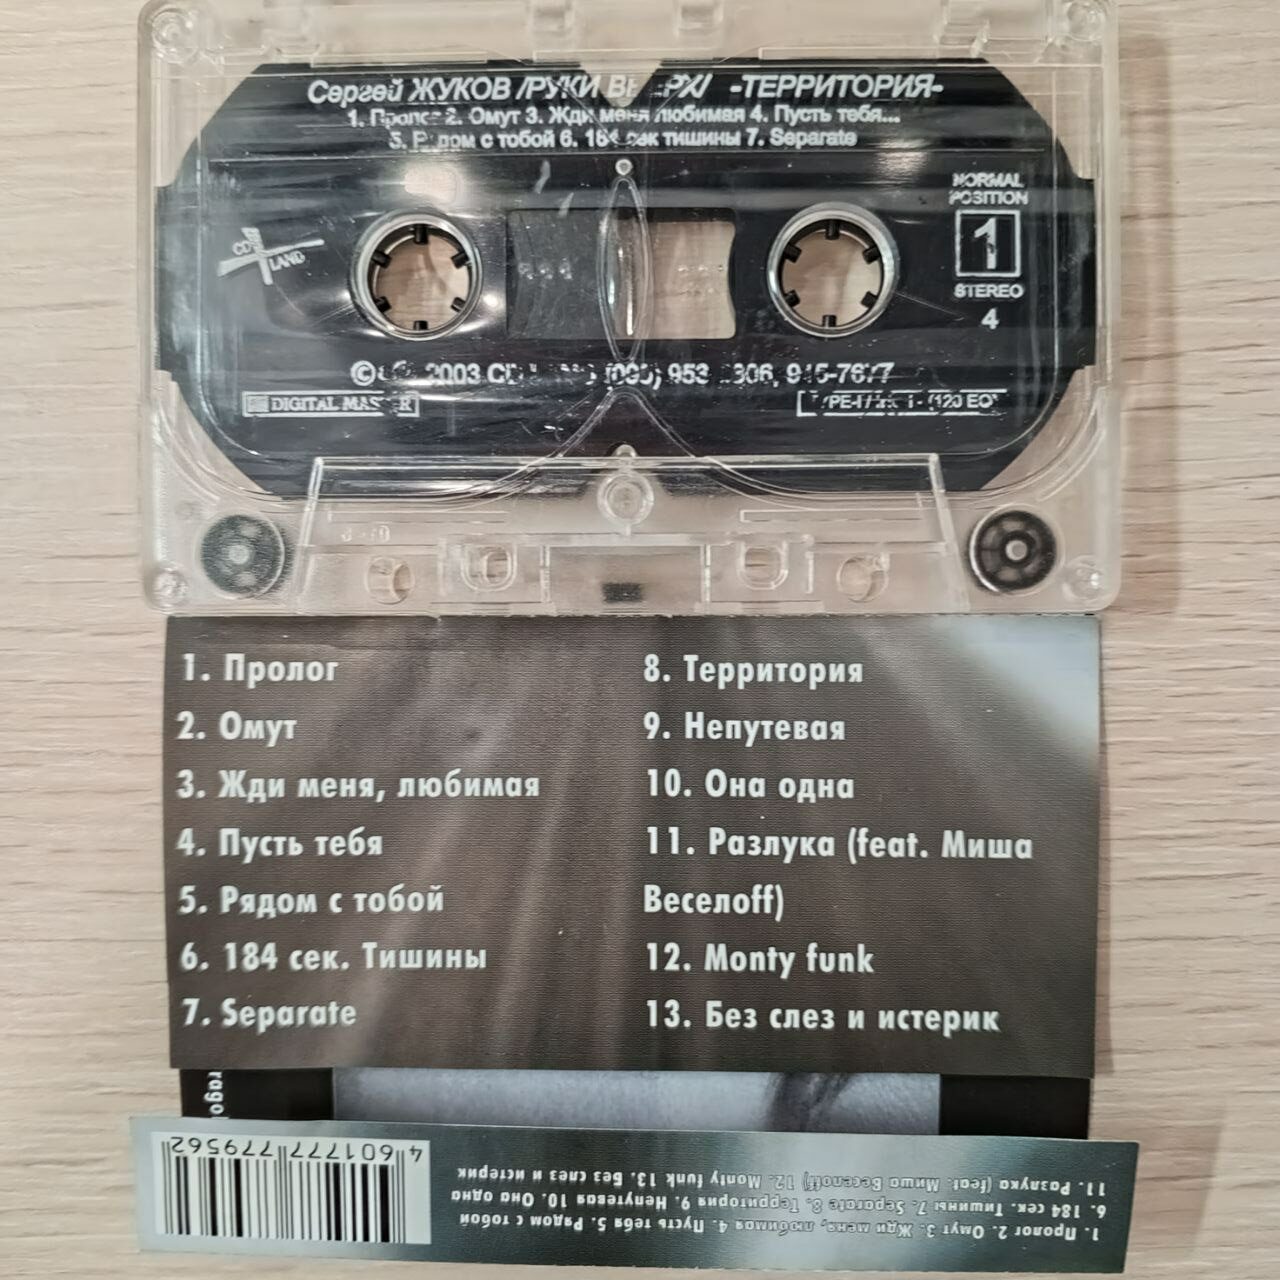 Сергей ЖУКОВ /РУКИ ВВЕРХ/ -ТЕРРИТОРИЯ-
1. Пролог 2. Омут 3. Жди меня любимая 4. Пусть тебя...
5. Рядом с тобой 6. 184 сек тишины 7. Separate
NORMAL
POSITION
1
STEREO
4
CD
LAND
© 2003 CD LAND (095) 953
DIGITAL MASTER
1. Пролог
2. Омут
3. Жди меня, любимая
4. Пусть тебя
5. Рядом с тобой
6. 184 сек. Тишины
7. Separate
8. Территория
9. Непутевая
10. Она одна
11. Разлука (feat. Миша
Веселоff)
12. Monty funk
13. Без слез и истерик
1. Пролог 2. Омут 3. Жди меня, любимая 4. Пусть тебя 5. Рядом с тобой
6. 184 сек. Тишины 7. Separate 8. Территория 9. Непутевая 10. Она одна
11. Разлука (feat. Миша Веселоff) 12. Monty funk 13. Без слез и истерик
4 601777 779562